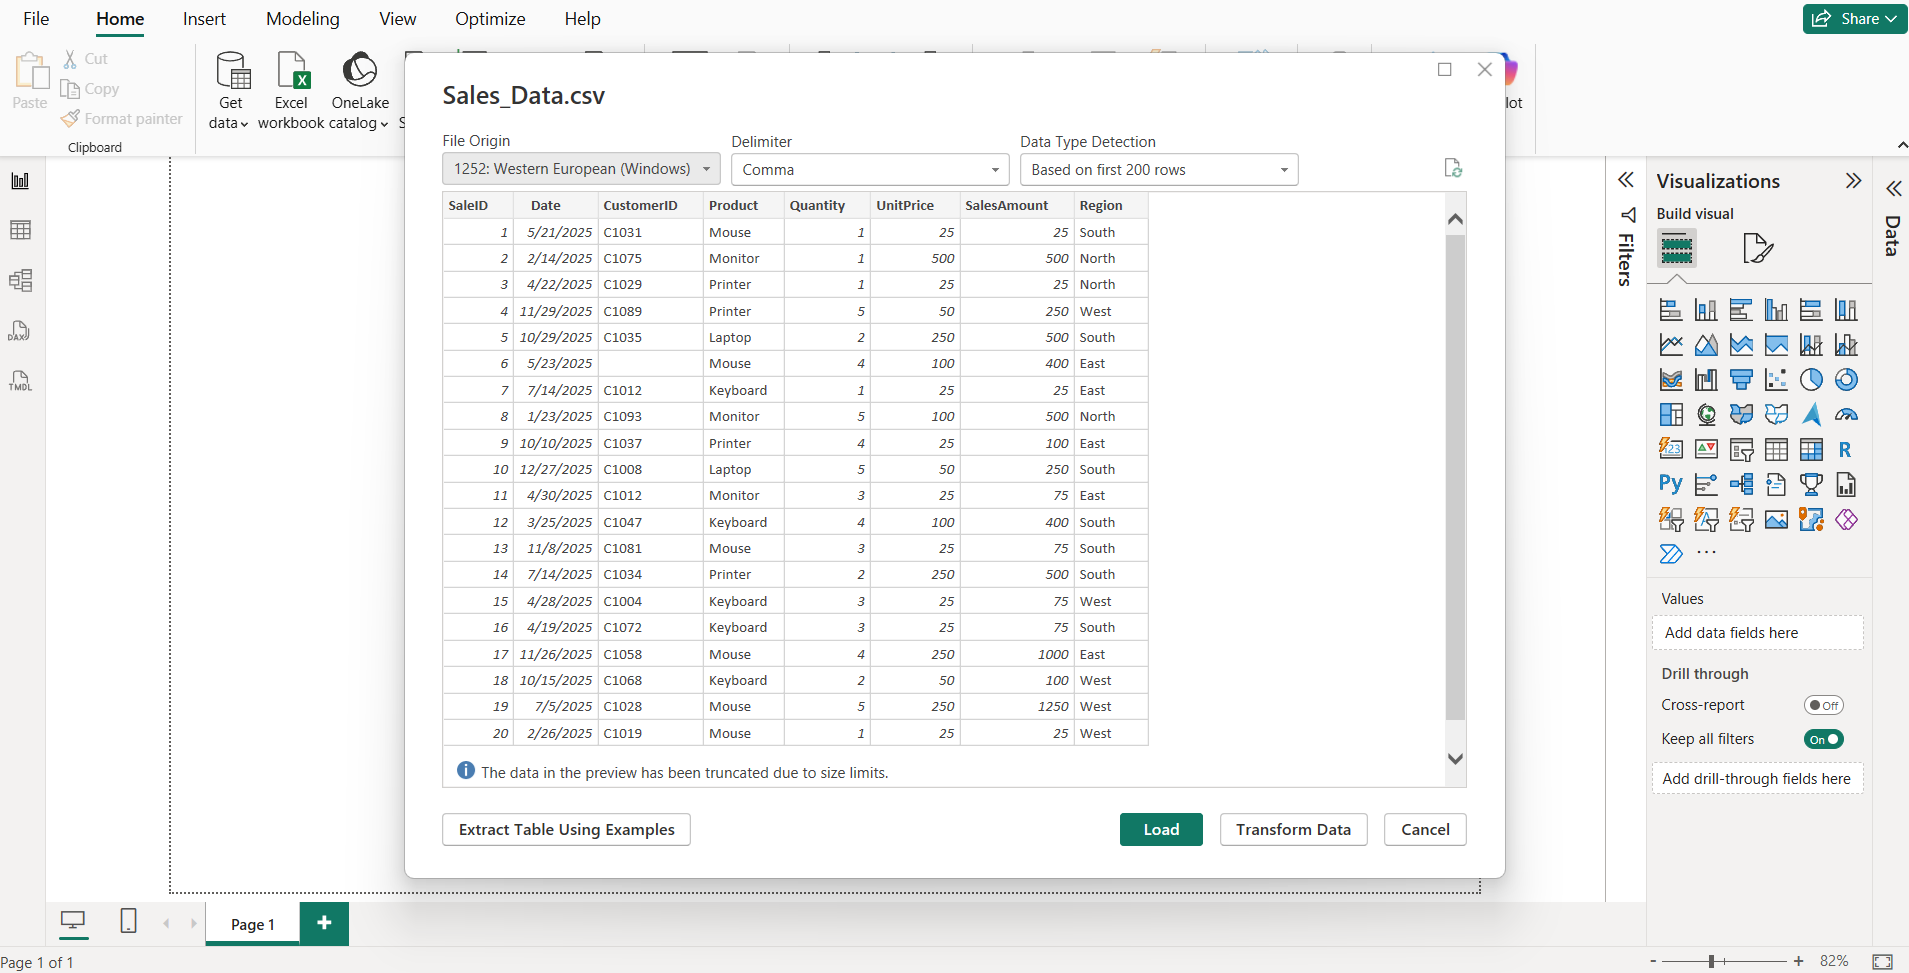 File Home Insert Modeling View Optimize Help Share
Paste
Cut
Copy
Format painter
Clipboard
Get data
Excel workbook
OneLake catalog
Sales_Data.csv
File Origin Delimiter Data Type Detection
1252: Western European (Windows) Comma Based on first 200 rows
SaleID Date CustomerID Product Quantity UnitPrice SalesAmount Region
1 5/21/2025 C1031 Mouse 1 25 25 South
2 2/14/2025 C1075 Monitor 1 500 500 North
3 4/22/2025 C1029 Printer 1 25 25 North
4 11/29/2025 C1089 Printer 5 50 250 West
5 10/29/2025 C1035 Laptop 2 250 500 South
6 5/23/2025 Mouse 4 100 400 East
7 7/14/2025 C1012 Keyboard 1 25 25 East
8 1/23/2025 C1093 Monitor 5 100 500 North
9 10/10/2025 C1037 Printer 4 25 100 East
10 12/27/2025 C1008 Laptop 5 50 250 South
11 4/30/2025 C1012 Monitor 3 25 75 East
12 3/25/2025 C1047 Keyboard 4 100 400 South
13 11/8/2025 C1081 Mouse 3 25 75 South
14 7/14/2025 C1034 Printer 2 250 500 South
15 4/28/2025 C1004 Keyboard 3 25 75 West
16 4/19/2025 C1072 Keyboard 3 25 75 South
17 11/26/2025 C1058 Mouse 4 250 1000 East
18 10/15/2025 C1068 Keyboard 2 50 100 West
19 7/5/2025 C1028 Mouse 5 250 1250 West
20 2/26/2025 C1019 Mouse 1 25 25 West
The data in the preview has been truncated due to size limits.
Extract Table Using Examples Load Transform Data Cancel
DAX
TMDL
Filters
Visualizations
Build visual
123
R
Py
...
Values
Add data fields here
Drill through
Cross-report Off
Keep all filters On
Add drill-through fields here
Data
Page 1 +
Page 1 of 1
- + 82%